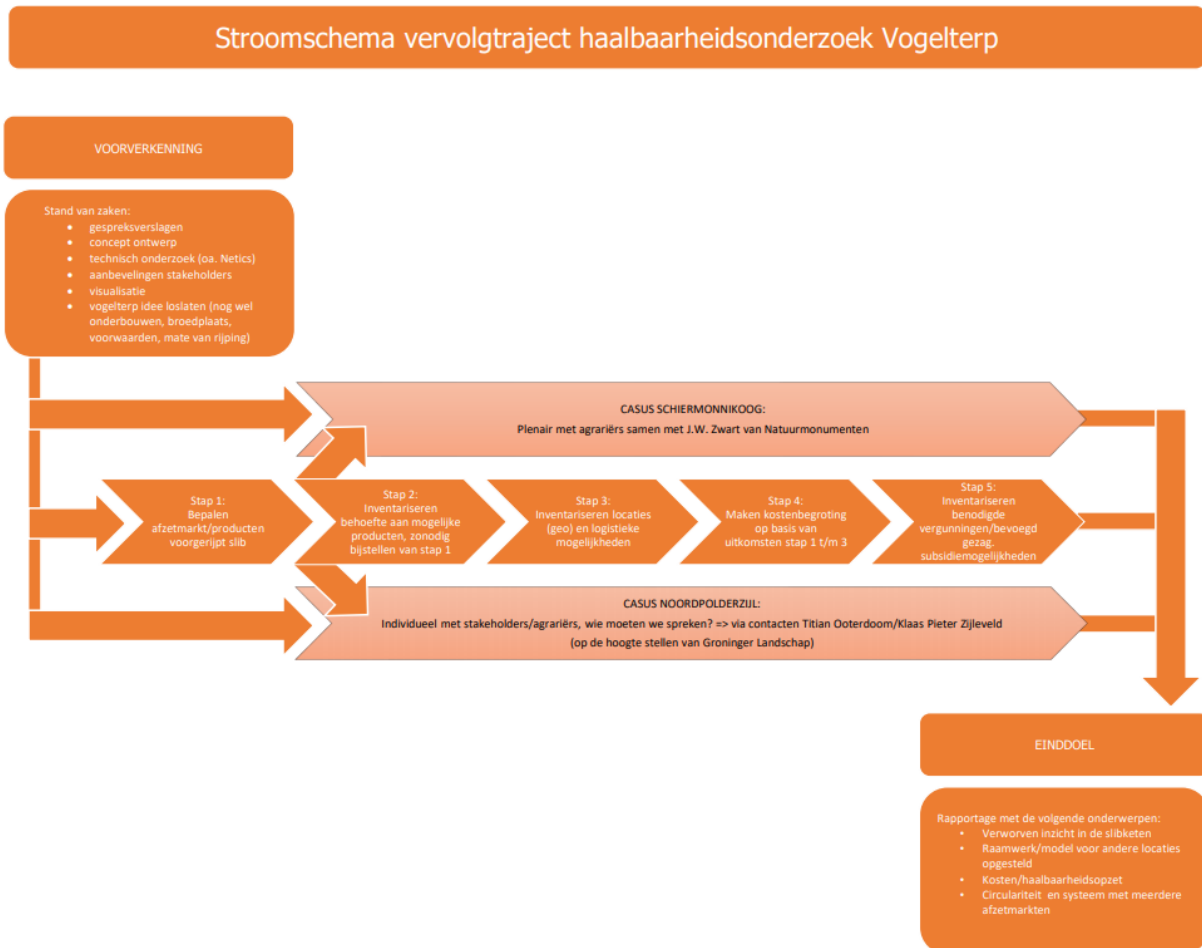 Stroomschema vervolgtraject haalbaarheidsonderzoek Vogelterp
VOORVERKENNING
Stand van zaken:
• gespreksverslagen
• concept ontwerp
• technisch onderzoek (oa. Netics)
• aanbevelingen stakeholders
• visualisatie
• vogelterp idee loslaten (nog wel
onderbouwen, broedplaats,
voorwaarden, mate van rijping)
CASUS SCHIERMONNIKOOG:
Plenair met agrariërs samen met J.W. Zwart van Natuurmonumenten
Stap 1:
Bepalen
afzetmarkt/producten
voorgerijpt slib
Stap 2:
Inventariseren
behoefte aan mogelijke
producten, zonodig
bijstellen van stap 1
Stap 3:
Inventariseren locaties
(geo) en logistieke
mogelijkheden
Stap 4:
Maken kostenbegroting
op basis van
uitkomsten stap 1 t/m 3
Stap 5:
Inventariseren
benodigde
vergunningen/bevoegd
gezag.
subsidiemogelijkheden
CASUS NOORDPOLDERZIJL:
Individueel met stakeholders/agrariërs, wie moeten we spreken? => via contacten Titian Ooterdoom/Klaas Pieter Zijleveld
(op de hoogte stellen van Groninger Landschap)
EINDDOEL
Rapportage met de volgende onderwerpen:
• Verworven inzicht in de slibketen
• Raamwerk/model voor andere locaties
opgesteld
• Kosten/haalbaarheidsopzet
• Circulariteit en systeem met meerdere
afzetmarkten